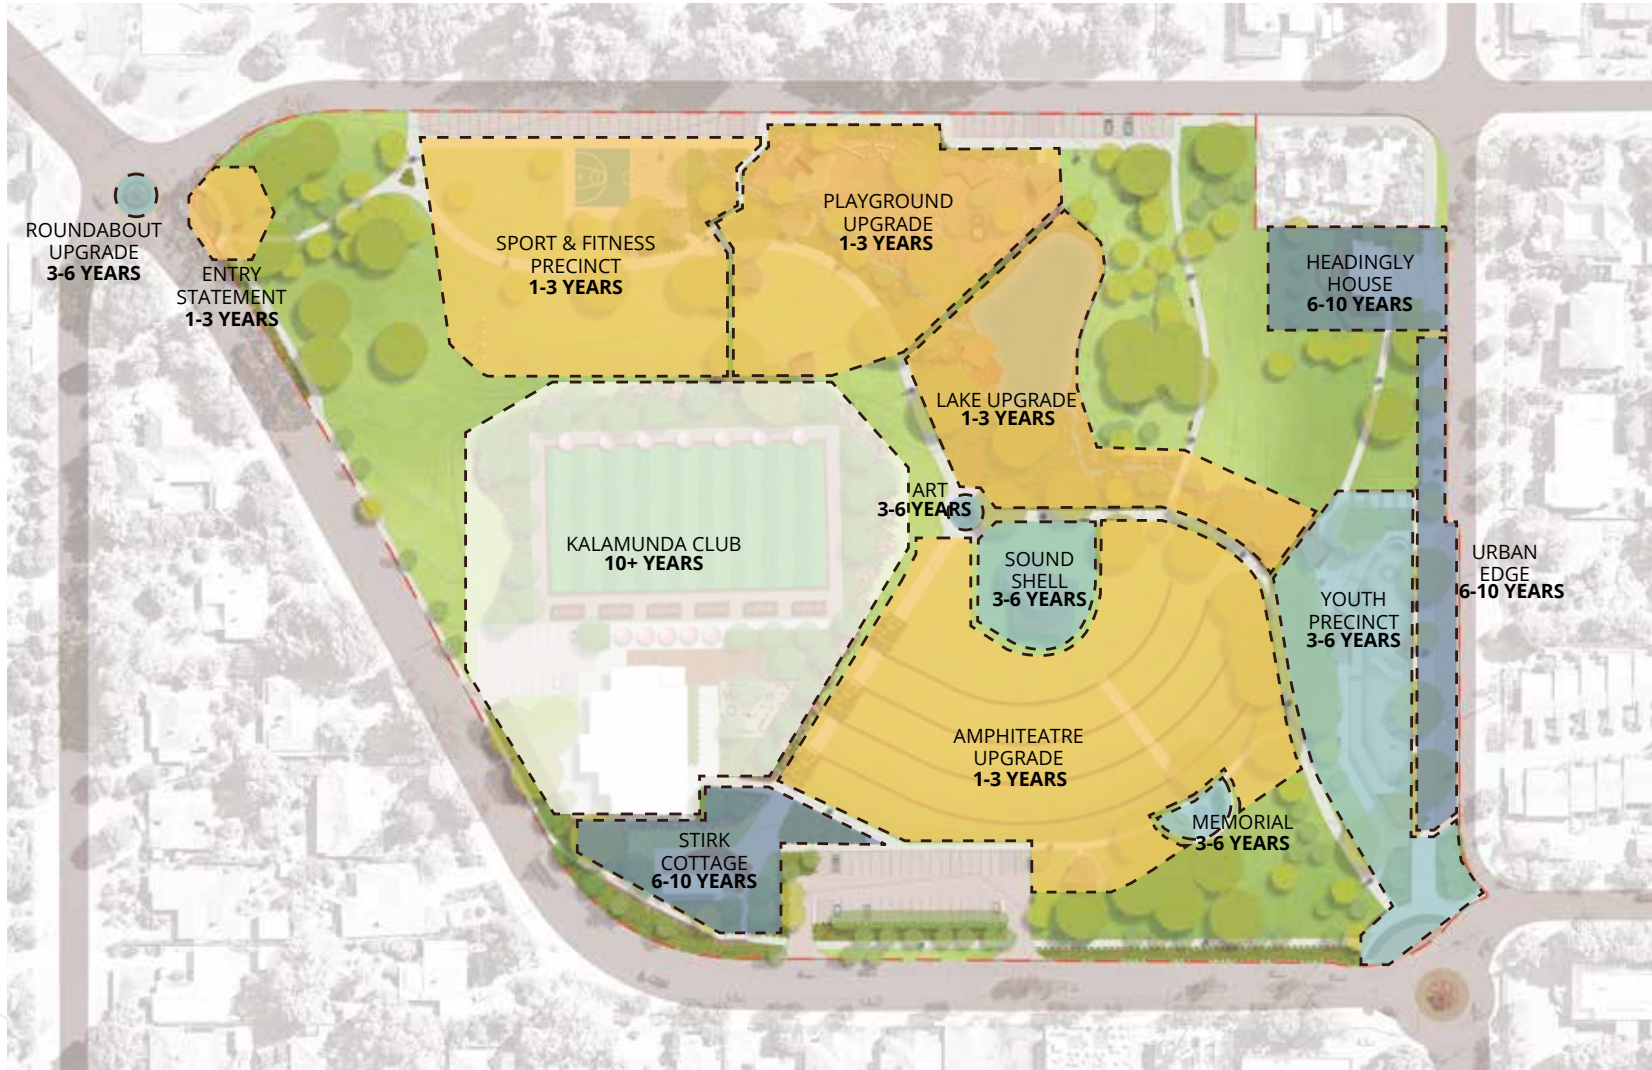 ROUNDABOUT
UPGRADE
3-6 YEARS
ENTRY
STATEMENT
1-3 YEARS
SPORT & FITNESS
PRECINCT
1-3 YEARS
PLAYGROUND
UPGRADE
1-3 YEARS
HEADINGLY
HOUSE
6-10 YEARS
LAKE UPGRADE
1-3 YEARS
ART
3-6 YEARS
KALAMUNDA CLUB
10+ YEARS
SOUND
SHELL
3-6 YEARS
YOUTH
PRECINCT
3-6 YEARS
URBAN
EDGE
6-10 YEARS
AMPHITEATRE
UPGRADE
1-3 YEARS
MEMORIAL
3-6 YEARS
STIRK
COTTAGE
6-10 YEARS